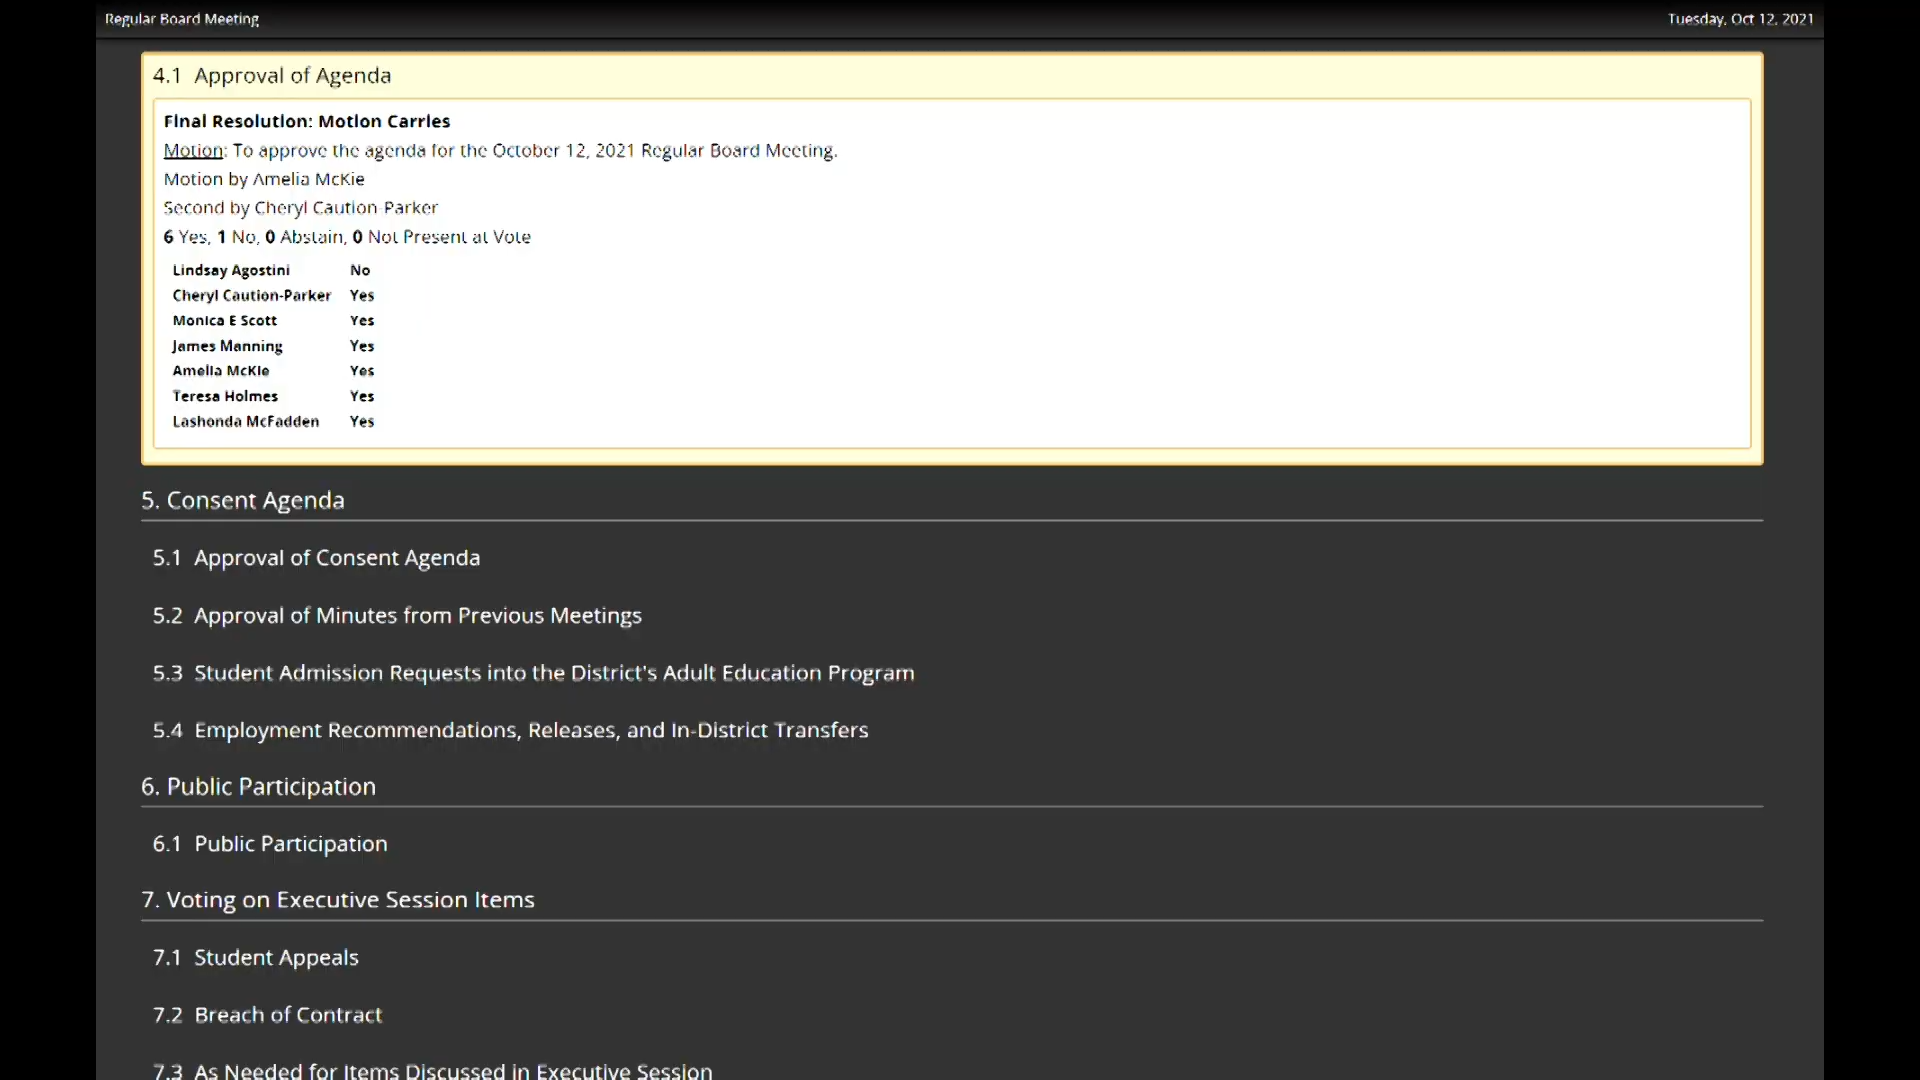 Regular Board Meeting
Tuesday, Oct 12, 2021
4.1 Approval of Agenda
Final Resolution: Motion Carries
Motion: To approve the agenda for the October 12, 2021 Regular Board Meeting.
Motion by Amelia McKie
Second by Cheryl Caution-Parker
6 Yes, 1 No, 0 Abstain, 0 Not Present at Vote
Lindsay Agostini No
Cheryl Caution-Parker Yes
Monica E Scott Yes
James Manning Yes
Amelia McKie Yes
Teresa Holmes Yes
Lashonda McFadden Yes
5. Consent Agenda
5.1 Approval of Consent Agenda
5.2 Approval of Minutes from Previous Meetings
5.3 Student Admission Requests into the District's Adult Education Program
5.4 Employment Recommendations, Releases, and In-District Transfers
6. Public Participation
6.1 Public Participation
7. Voting on Executive Session Items
7.1 Student Appeals
7.2 Breach of Contract
7.3 As Needed for Items Discussed in Executive Session